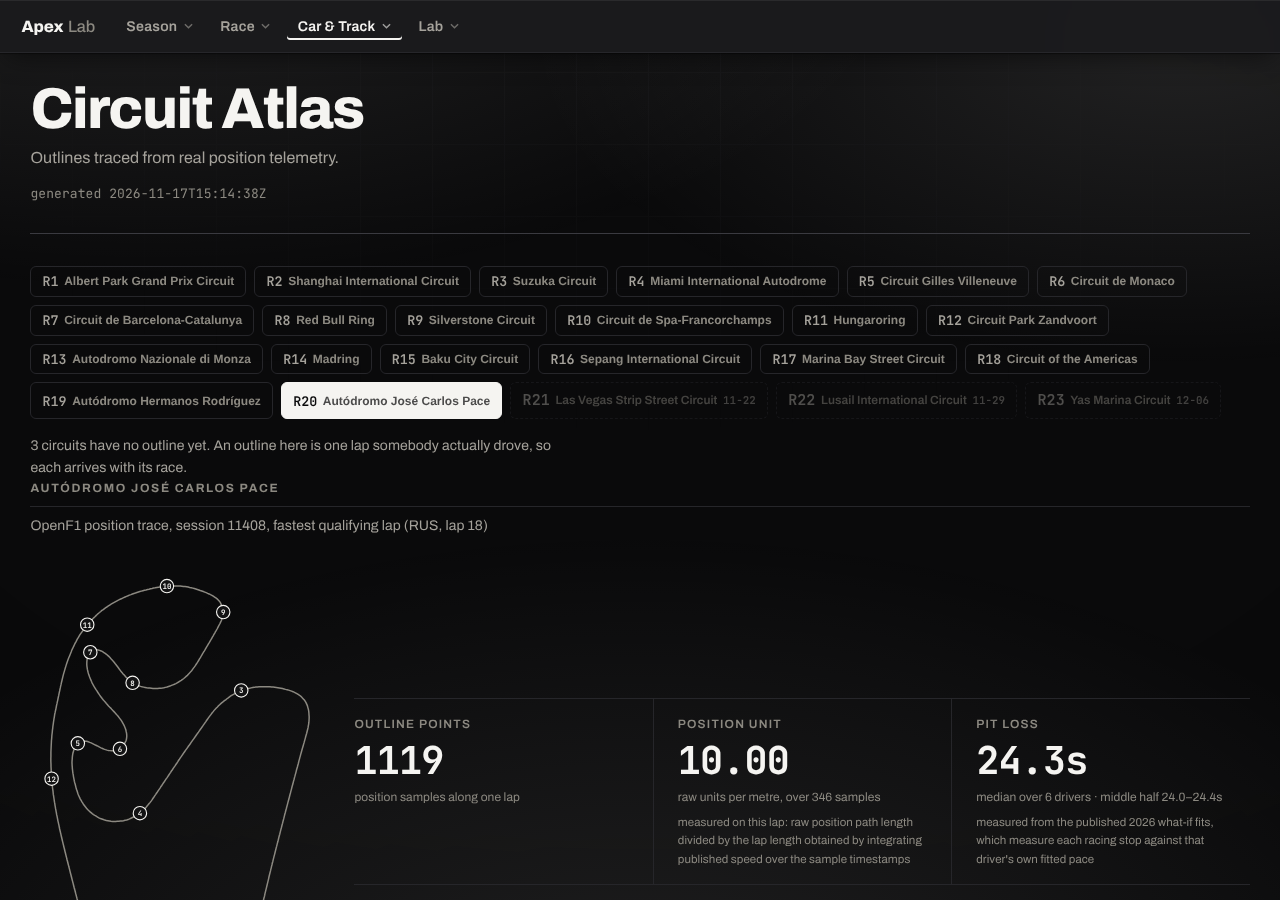 Apex Lab Season Race Car & Track Lab
Circuit Atlas
Outlines traced from real position telemetry.
generated 2026-11-17T15:14:38Z
R1 Albert Park Grand Prix Circuit R2 Shanghai International Circuit R3 Suzuka Circuit R4 Miami International Autodrome R5 Circuit Gilles Villeneuve R6 Circuit de Monaco
R7 Circuit de Barcelona-Catalunya R8 Red Bull Ring R9 Silverstone Circuit R10 Circuit de Spa-Francorchamps R11 Hungaroring R12 Circuit Park Zandvoort
R13 Autodromo Nazionale di Monza R14 Madring R15 Baku City Circuit R16 Sepang International Circuit R17 Marina Bay Street Circuit R18 Circuit of the Americas
R19 Autódromo Hermanos Rodríguez R20 Autódromo José Carlos Pace R21 Las Vegas Strip Street Circuit 11-22 R22 Lusail International Circuit 11-29 R23 Yas Marina Circuit 12-06
3 circuits have no outline yet. An outline here is one lap somebody actually drove, so
each arrives with its race.
AUTÓDROMO JOSÉ CARLOS PACE
OpenF1 position trace, session 11408, fastest qualifying lap (RUS, lap 18)
10
9
11
7
8
3
5
6
12
4
OUTLINE POINTS
1119
position samples along one lap
POSITION UNIT
10.00
raw units per metre, over 346 samples
measured on this lap: raw position path length
divided by the lap length obtained by integrating
published speed over the sample timestamps
PIT LOSS
24.3s
median over 6 drivers · middle half 24.0–24.4s
measured from the published 2026 what-if fits,
which measure each racing stop against that
driver's own fitted pace